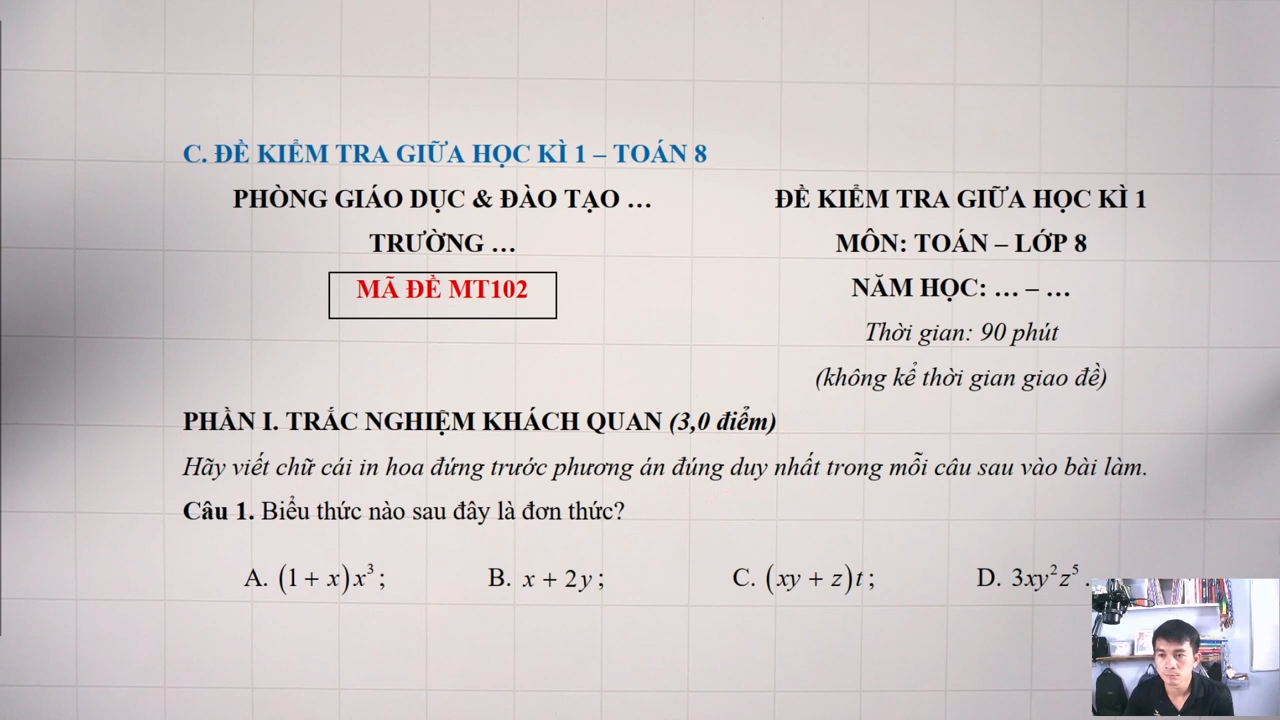 C. ĐỀ KIỂM TRA GIỮA HỌC KÌ 1 – TOÁN 8
PHÒNG GIÁO DỤC & ĐÀO TẠO …
TRƯỜNG …
MÃ ĐỀ MT102
ĐỀ KIỂM TRA GIỮA HỌC KÌ 1
MÔN: TOÁN – LỚP 8
NĂM HỌC: … – …
Thời gian: 90 phút
(không kể thời gian giao đề)
PHẦN I. TRẮC NGHIỆM KHÁCH QUAN (3,0 điểm)
Hãy viết chữ cái in hoa đứng trước phương án đúng duy nhất trong mỗi câu sau vào bài làm.
Câu 1. Biểu thức nào sau đây là đơn thức?
A. (1 + x)x³ ; B. x + 2y ; C. (xy + z)t ; D. 3xy²z⁵ .